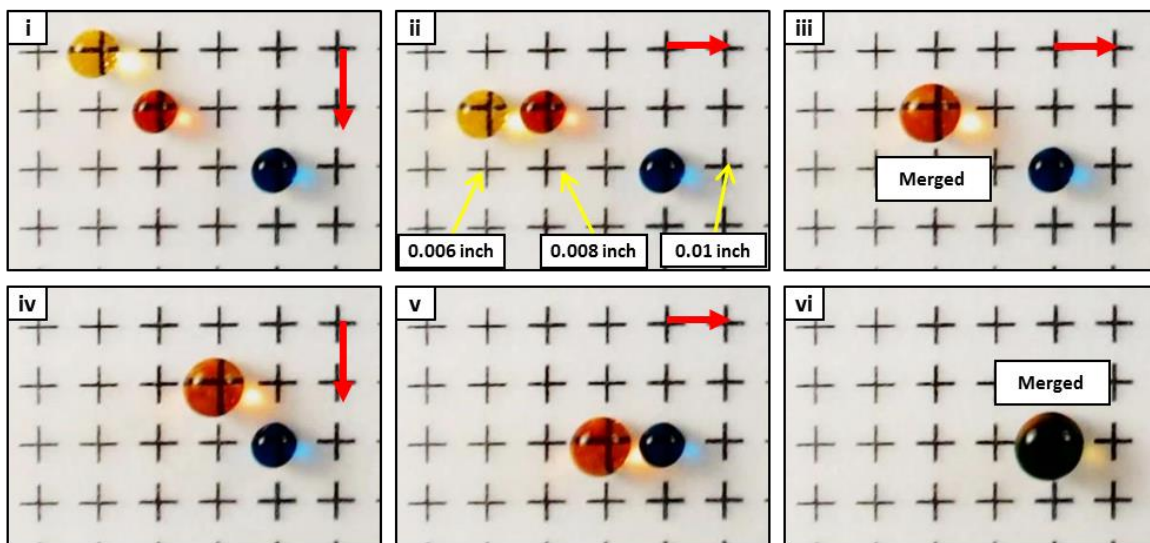 i
ii
iii
Merged
0.006 inch
0.008 inch
0.01 inch
iv
v
vi
Merged